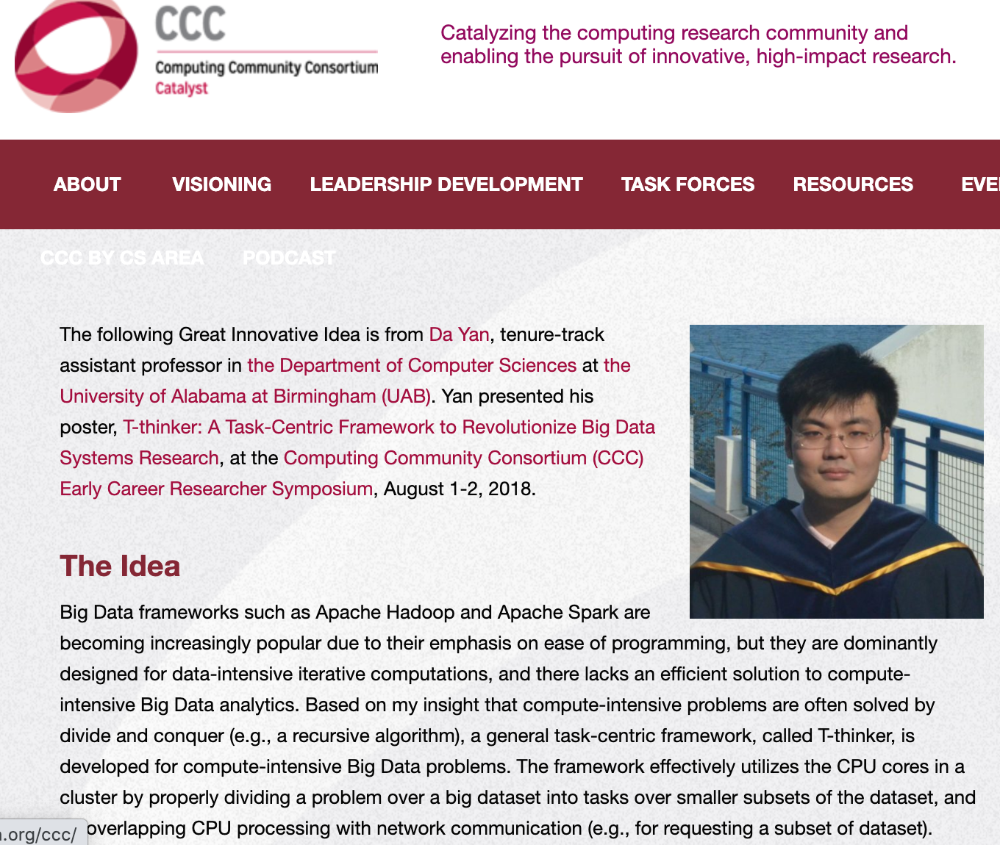 CCC
Computing Community Consortium
Catalyst
Catalyzing the computing research community and
enabling the pursuit of innovative, high-impact research.
ABOUT VISIONING LEADERSHIP DEVELOPMENT TASK FORCES RESOURCES
CCC BY CS AREA PODCAST
The following Great Innovative Idea is from Da Yan, tenure-track
assistant professor in the Department of Computer Sciences at the
University of Alabama at Birmingham (UAB). Yan presented his
poster, T-thinker: A Task-Centric Framework to Revolutionize Big Data
Systems Research, at the Computing Community Consortium (CCC)
Early Career Researcher Symposium, August 1-2, 2018.
The Idea
Big Data frameworks such as Apache Hadoop and Apache Spark are
becoming increasingly popular due to their emphasis on ease of programming, but they are dominantly
designed for data-intensive iterative computations, and there lacks an efficient solution to compute-
intensive Big Data analytics. Based on my insight that compute-intensive problems are often solved by
divide and conquer (e.g., a recursive algorithm), a general task-centric framework, called T-thinker, is
developed for compute-intensive Big Data problems. The framework effectively utilizes the CPU cores in a
cluster by properly dividing a problem over a big dataset into tasks over smaller subsets of the dataset, and
overlapping CPU processing with network communication (e.g., for requesting a subset of dataset).
.org/ccc/